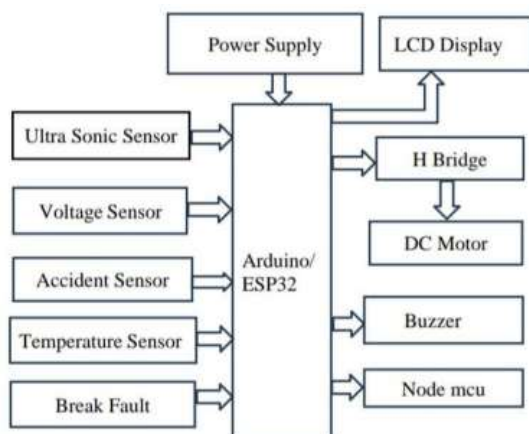 Power Supply
LCD Display
Ultra Sonic Sensor
H Bridge
Voltage Sensor
DC Motor
Arduino/
ESP32
Accident Sensor
Buzzer
Temperature Sensor
Node mcu
Break Fault